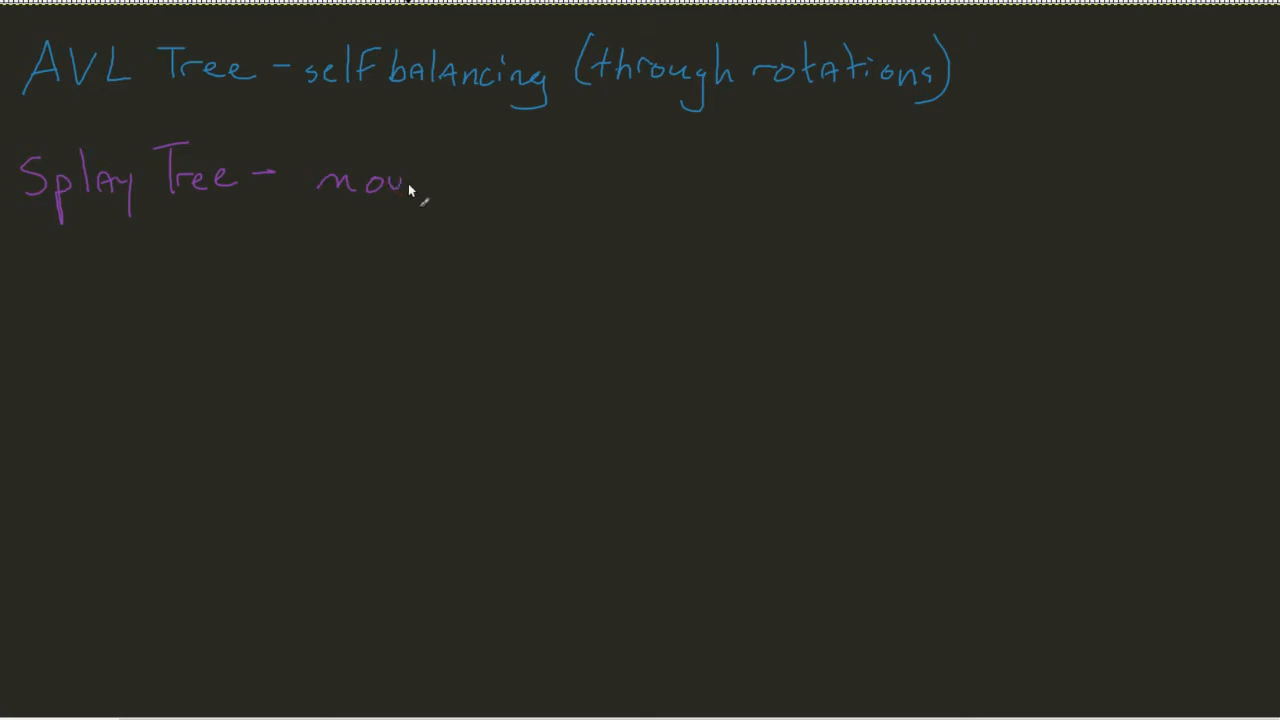 AVL Tree - self balancing (through rotations)
Splay Tree - mov